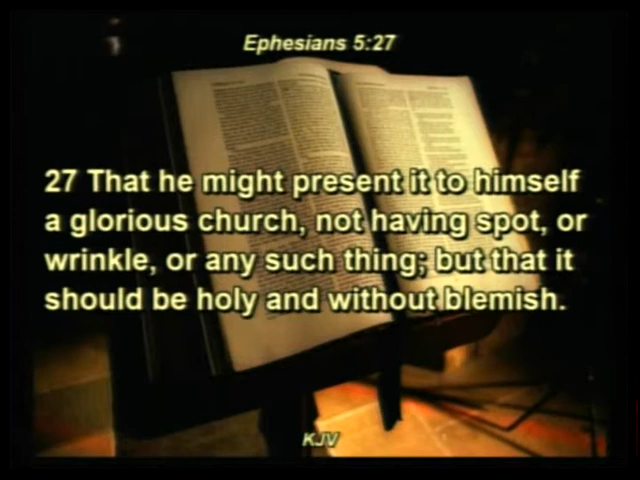 Ephesians 5:27
27 That he might present it to himself
a glorious church, not having spot, or
wrinkle, or any such thing; but that it
should be holy and without blemish.
KJV